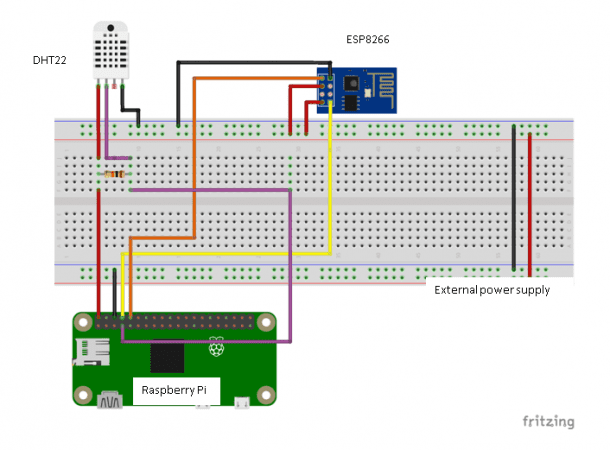 ESP8266
DHT22
External power supply
Raspberry Pi
fritzing